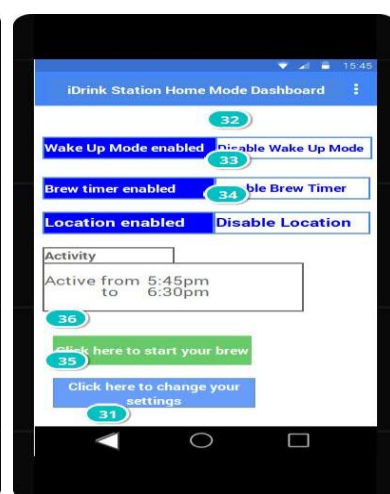 15:45
iDrink Station Home Mode Dashboard
32
Wake Up Mode enabled Disable Wake Up Mode
33
Brew timer enabled ble Brew Timer
34
Location enabled Disable Location
Activity
Active from 5:45pm
to 6:30pm
36
Click here to start your brew
35
Click here to change your
settings
31